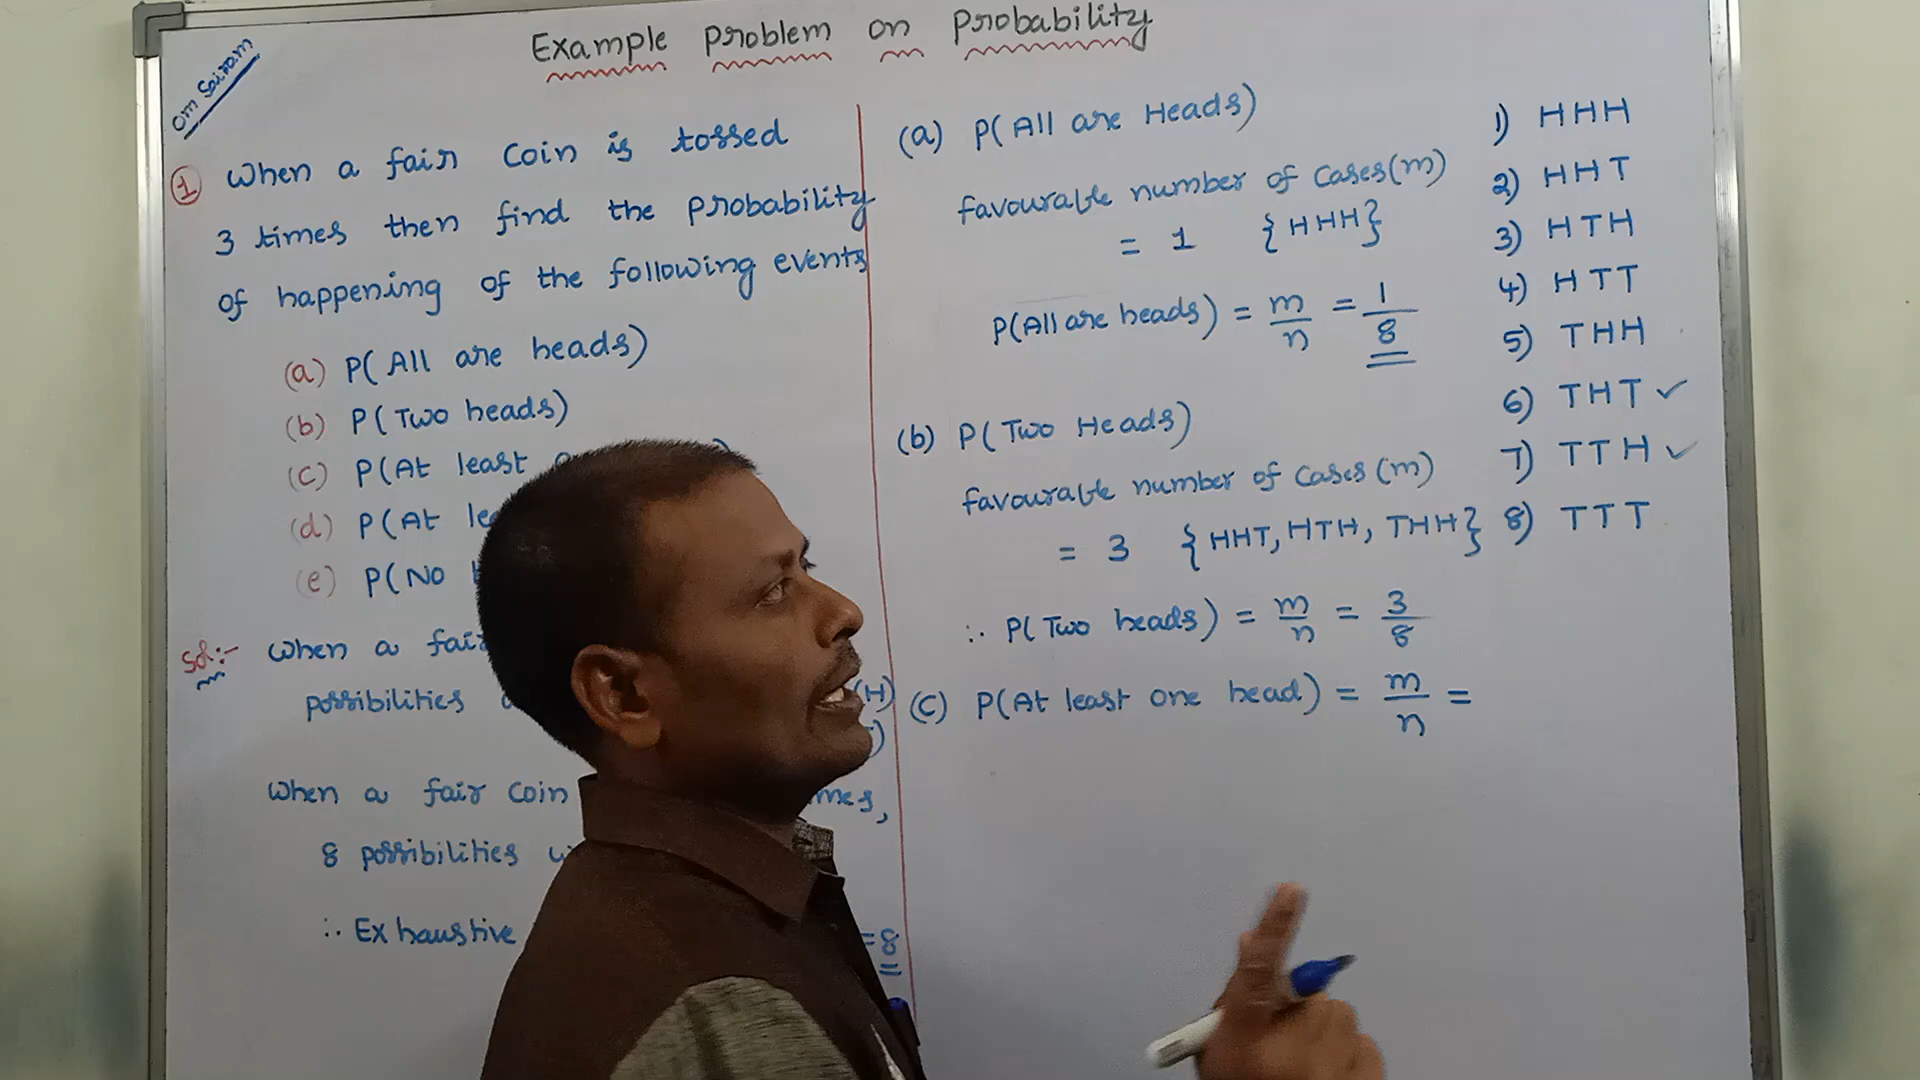 Example Problem on Probability
Om Sairam
1 When a fair coin is tossed
3 times then find the probability
of happening of the following events
(a) P(All are heads)
(b) P(Two heads)
(c) P(At least
(d) P(At
(e) P(No
Sol:- When a
possibilities (H)
When a fair coin
8 possibilities
∴ Exhaustive =8
(a) P(All are Heads)
favourable number of cases(m)
= 1 {HHH}
P(All are heads) = m/n = 1/8
(b) P(Two Heads)
favourable number of cases(m)
= 3 {HHT, HTH, THH}
∴ P(Two heads) = m/n = 3/8
(c) P(At least one head) = m/n =
1) HHH
2) HHT
3) HTH
4) HTT
5) THH
6) THT ✓
7) TTH ✓
8) TTT